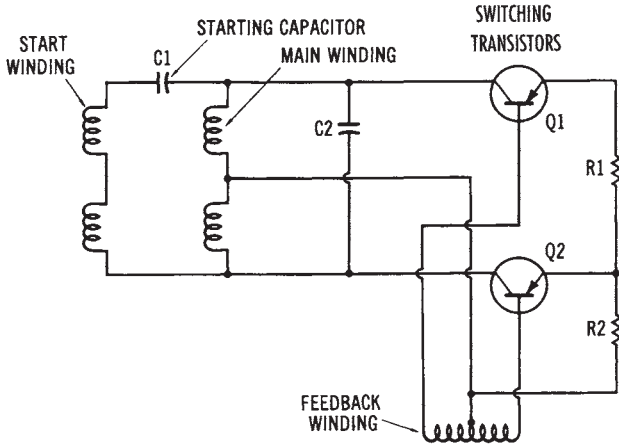 SWITCHING
TRANSISTORS
STARTING CAPACITOR
START
WINDING
C1
MAIN WINDING
C2
Q1
R1
Q2
R2
FEEDBACK
WINDING